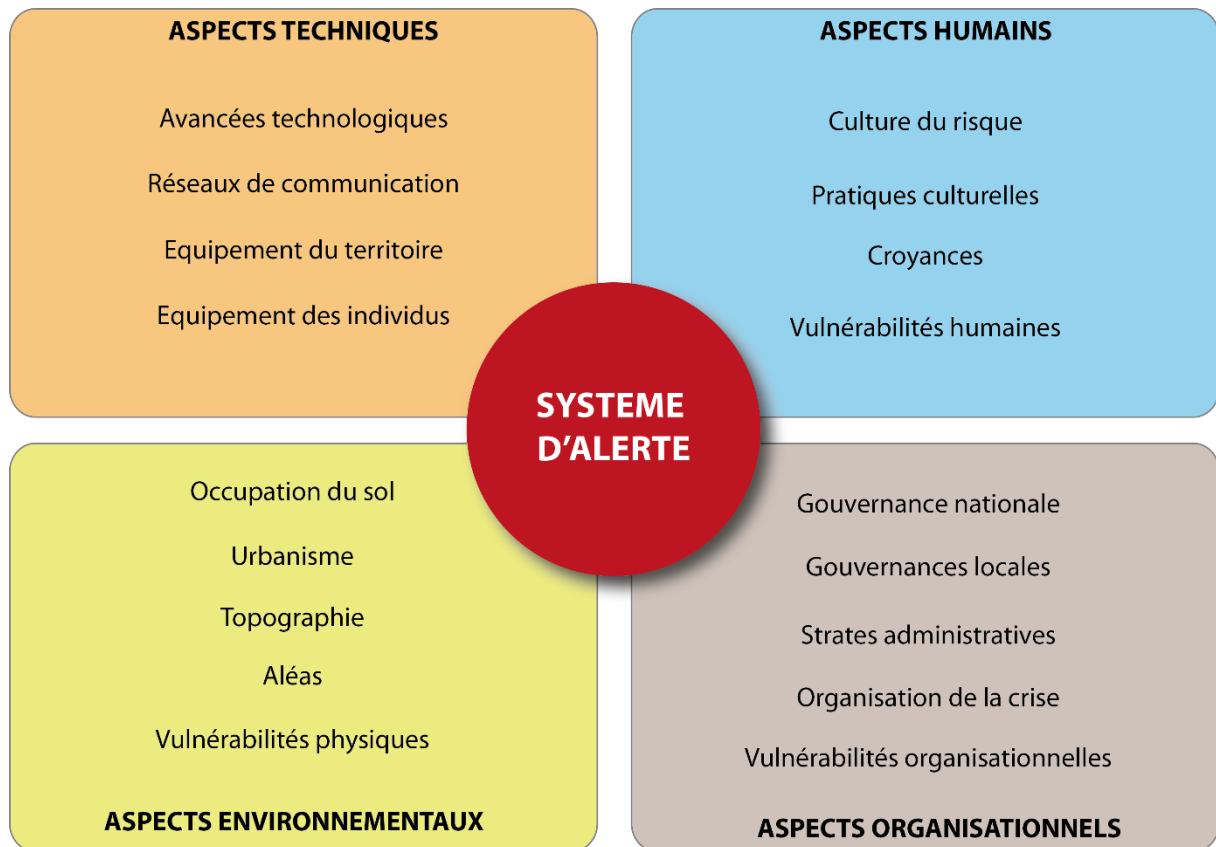 ASPECTS TECHNIQUES
Avancées technologiques
Réseaux de communication
Equipement du territoire
Equipement des individus
ASPECTS HUMAINS
Culture du risque
Pratiques culturelles
Croyances
Vulnérabilités humaines
SYSTEME
D’ALERTE
Occupation du sol
Urbanisme
Topographie
Aléas
Vulnérabilités physiques
ASPECTS ENVIRONNEMENTAUX
Gouvernance nationale
Gouvernances locales
Strates administratives
Organisation de la crise
Vulnérabilités organisationnelles
ASPECTS ORGANISATIONNELS